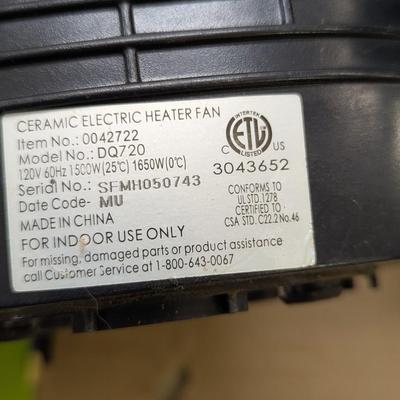 CERAMIC ELECTRIC HEATER FAN
Item No.: 0042722
Model No.: DQ720
120V 60Hz 1500W(25℃) 1650W(0℃)
Serial No.: SFMH050743
Date Code- MU
MADE IN CHINA
FOR INDOOR USE ONLY
For missing, damaged parts or product assistance
call Customer Service at 1-800-643-0067
INTERTEK
ETL
C US
3043652
CONFORMS TO
UL STD. 1278
CERTIFIED TO
CSA STD. C22.2 No.46